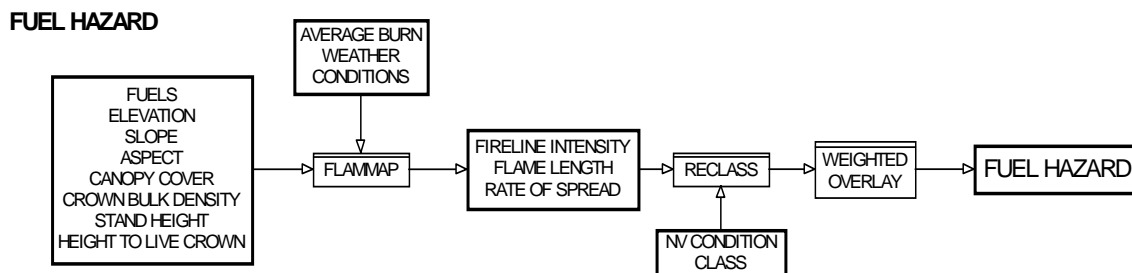 FUEL HAZARD
AVERAGE BURN
WEATHER
CONDITIONS
FUELS
ELEVATION
SLOPE
ASPECT
CANOPY COVER
CROWN BULK DENSITY
STAND HEIGHT
HEIGHT TO LIVE CROWN
FLAMMAP
FIRELINE INTENSITY
FLAME LENGTH
RATE OF SPREAD
RECLASS
NV CONDITION
CLASS
WEIGHTED
OVERLAY
FUEL HAZARD